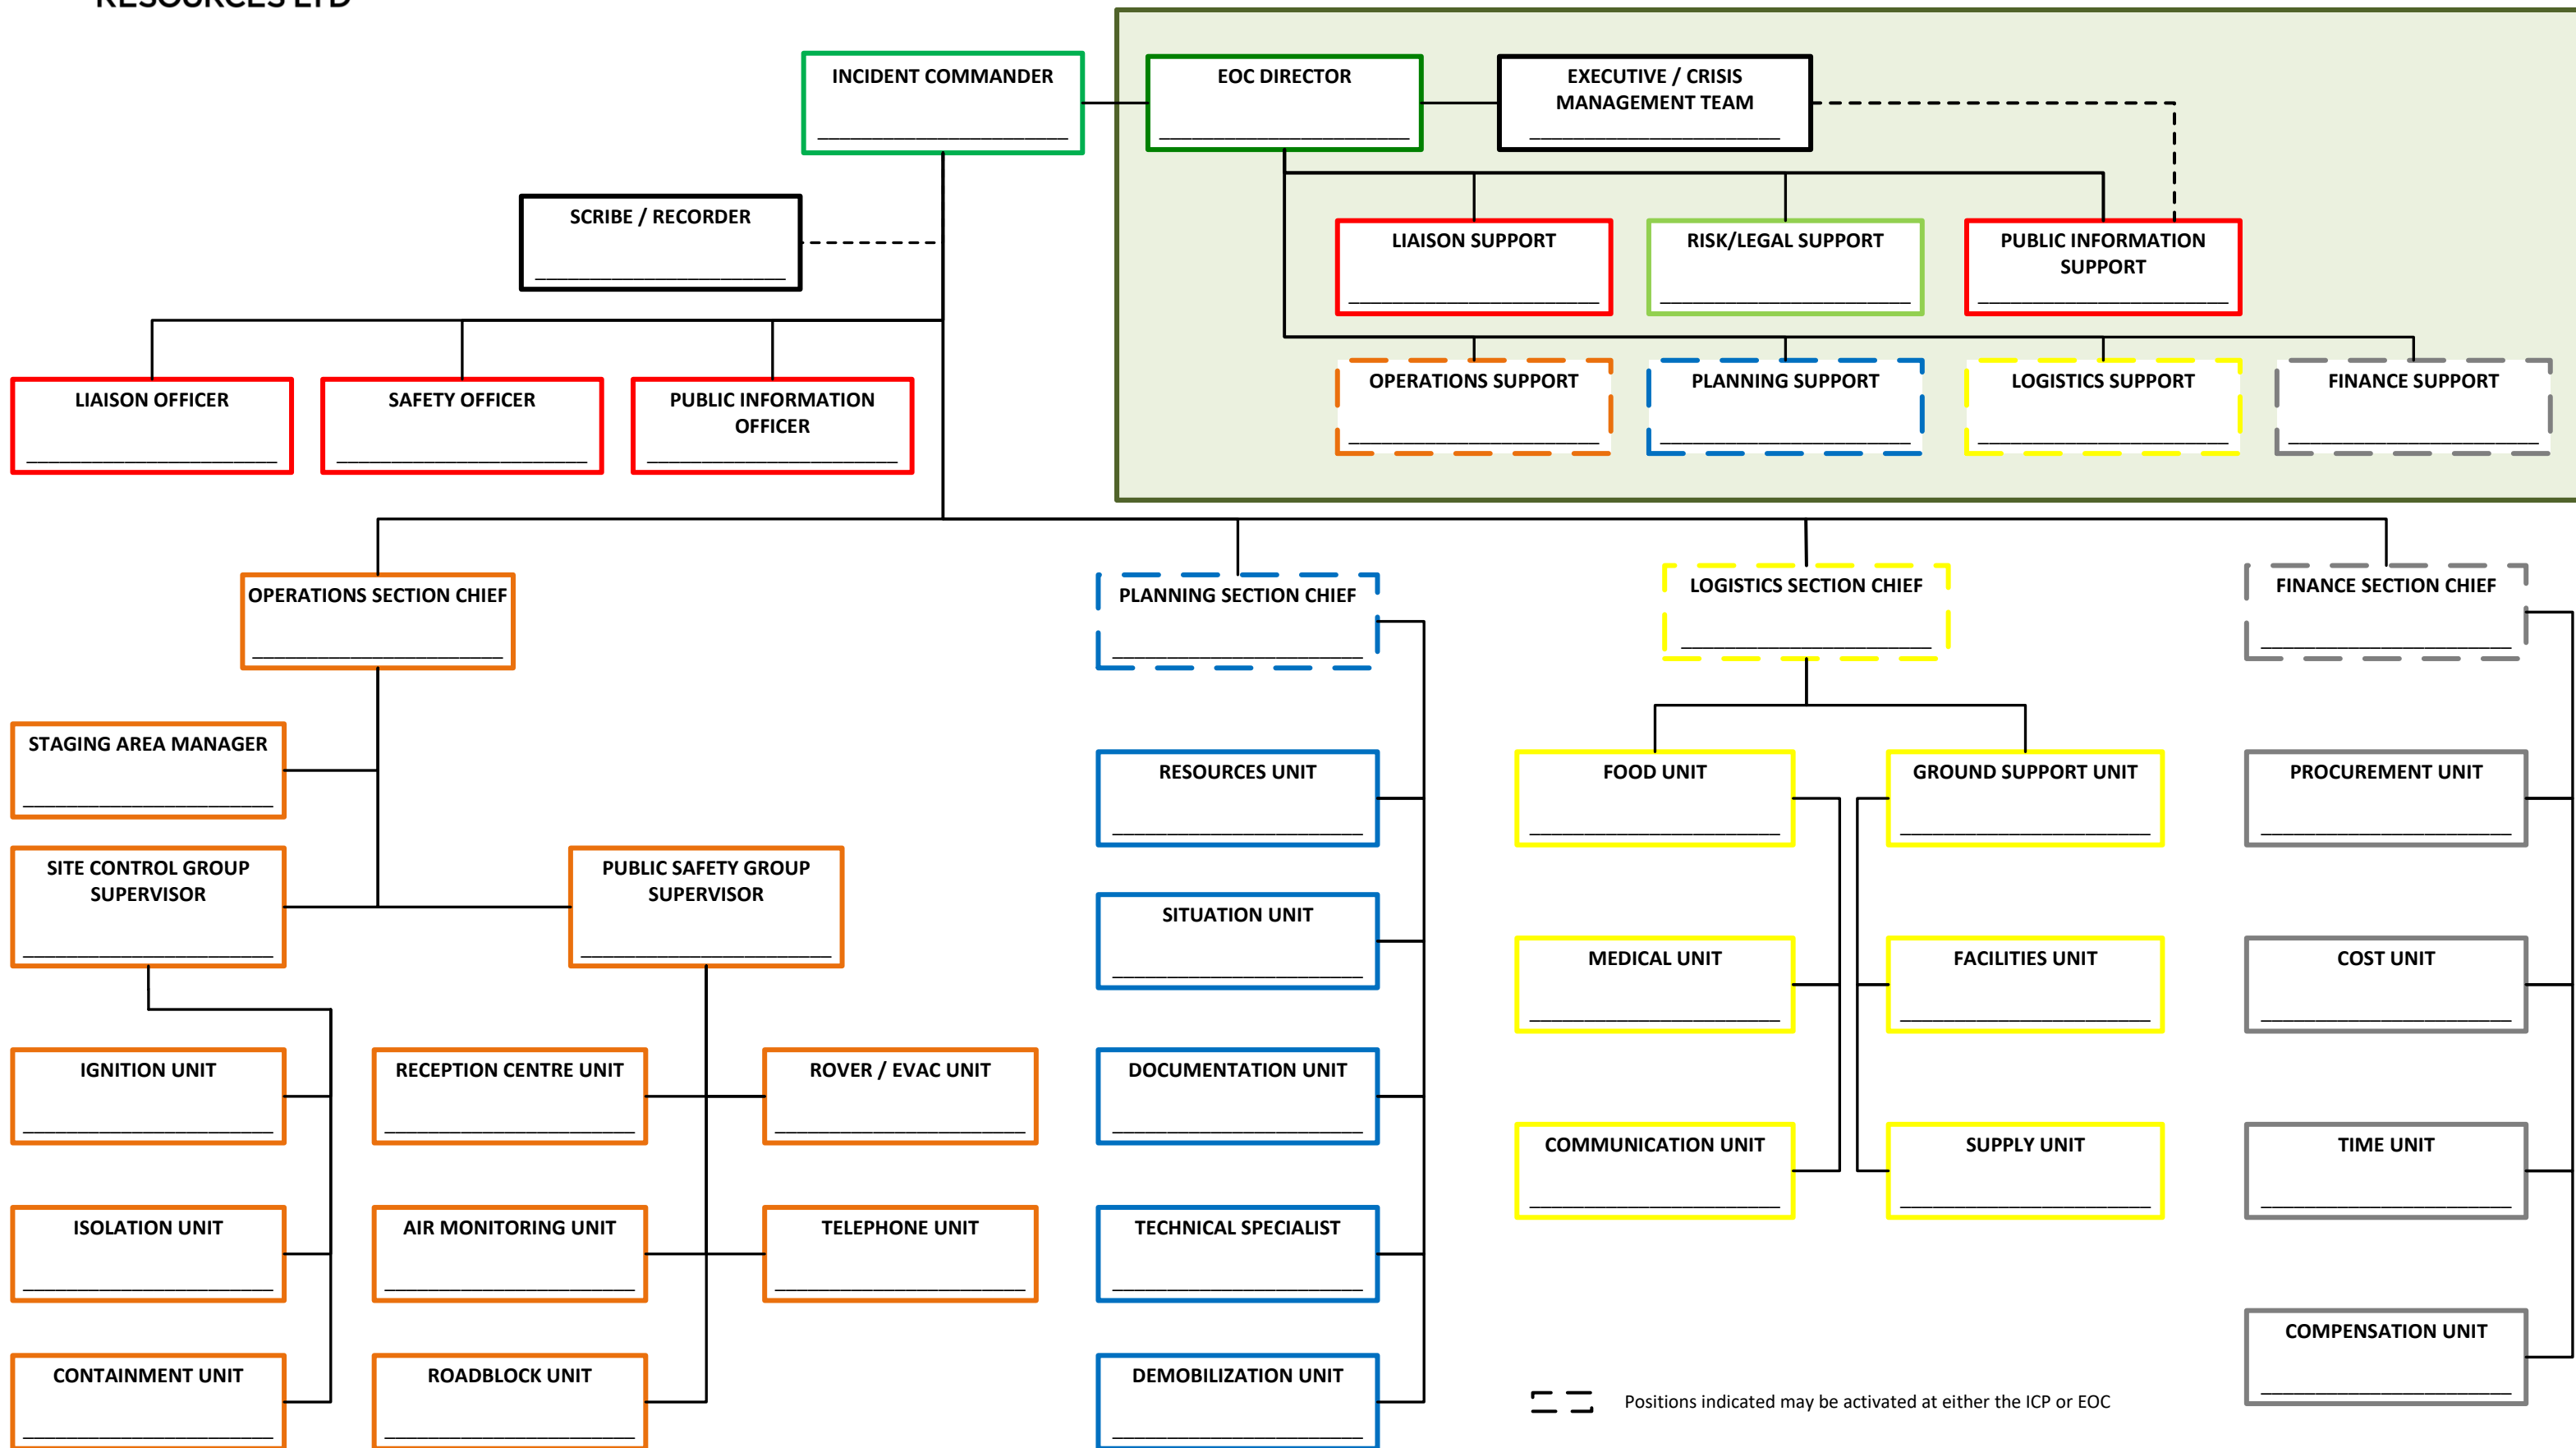 RESOURCES LTD
INCIDENT COMMANDER
EOC DIRECTOR
EXECUTIVE / CRISIS
MANAGEMENT TEAM
SCRIBE / RECORDER
LIAISON SUPPORT
RISK/LEGAL SUPPORT
PUBLIC INFORMATION
SUPPORT
LIAISON OFFICER
SAFETY OFFICER
PUBLIC INFORMATION
OFFICER
OPERATIONS SUPPORT
PLANNING SUPPORT
LOGISTICS SUPPORT
FINANCE SUPPORT
OPERATIONS SECTION CHIEF
PLANNING SECTION CHIEF
LOGISTICS SECTION CHIEF
FINANCE SECTION CHIEF
STAGING AREA MANAGER
RESOURCES UNIT
FOOD UNIT
GROUND SUPPORT UNIT
PROCUREMENT UNIT
SITE CONTROL GROUP
SUPERVISOR
PUBLIC SAFETY GROUP
SUPERVISOR
SITUATION UNIT
MEDICAL UNIT
FACILITIES UNIT
COST UNIT
IGNITION UNIT
RECEPTION CENTRE UNIT
ROVER / EVAC UNIT
DOCUMENTATION UNIT
COMMUNICATION UNIT
SUPPLY UNIT
TIME UNIT
ISOLATION UNIT
AIR MONITORING UNIT
TELEPHONE UNIT
TECHNICAL SPECIALIST
COMPENSATION UNIT
CONTAINMENT UNIT
ROADBLOCK UNIT
DEMOBILIZATION UNIT
Positions indicated may be activated at either the ICP or EOC